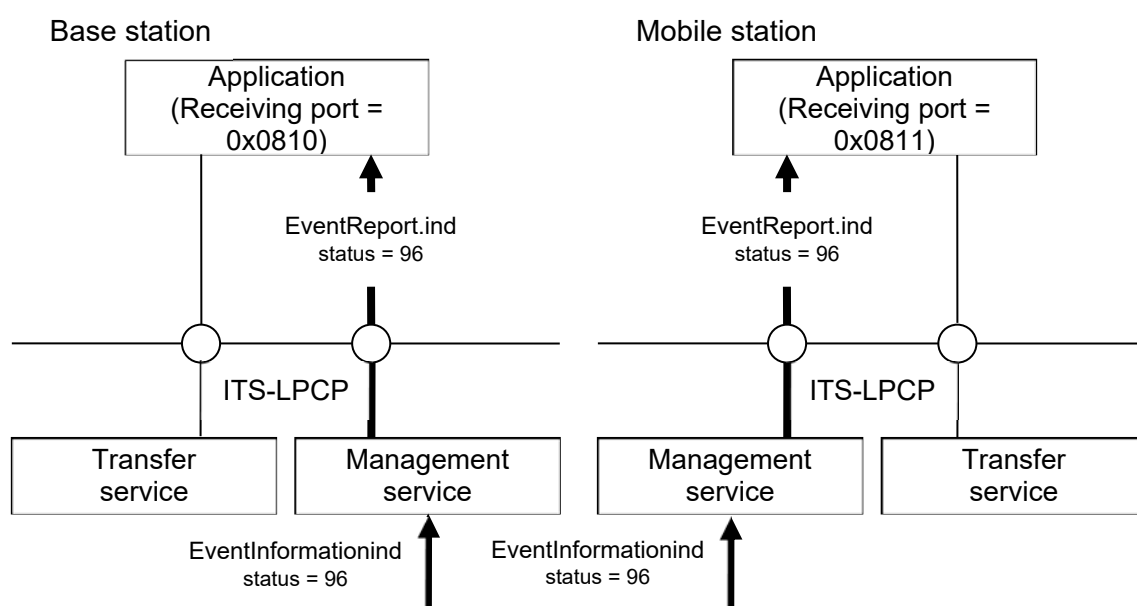 Base station
Application
(Receiving port =
0x0810)
EventReport.ind
status = 96
ITS-LPCP
Transfer
service
Management
service
EventInformationind
status = 96
Mobile station
Application
(Receiving port =
0x0811)
EventReport.ind
status = 96
ITS-LPCP
Management
service
Transfer
service
EventInformationind
status = 96